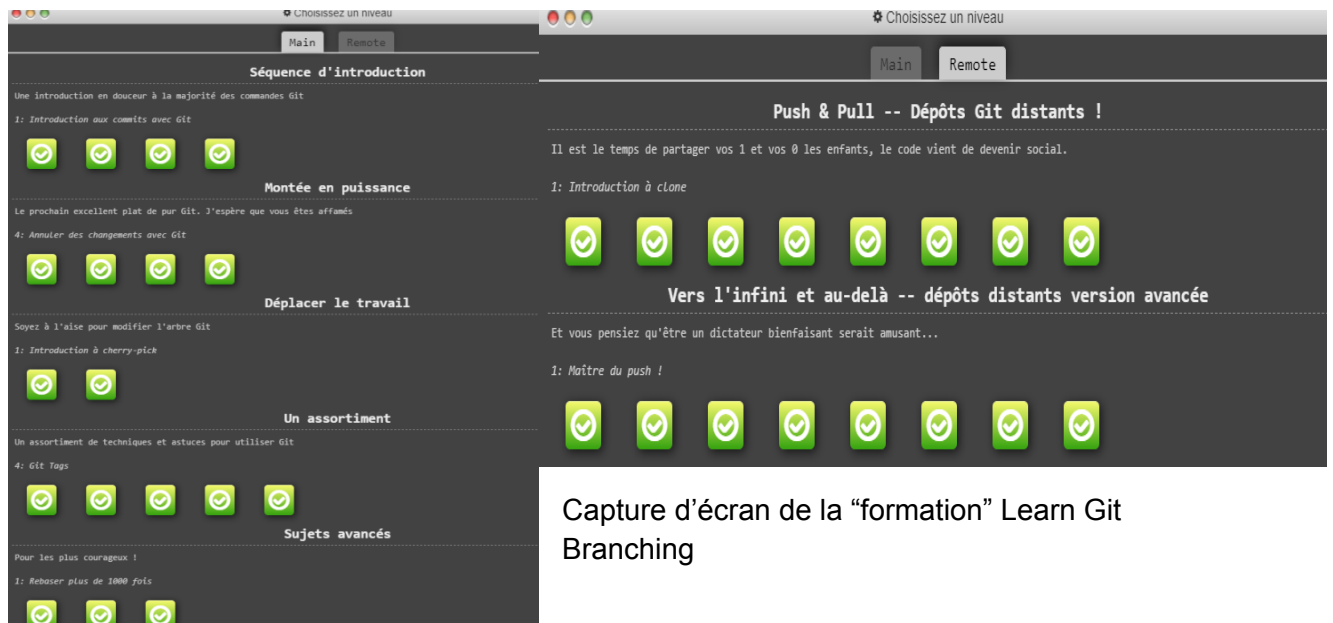 Choisissez un niveau
Main Remote
Séquence d'introduction
Une introduction en douceur à la majorité des commandes Git
1: Introduction aux commits avec Git
Montée en puissance
Le prochain excellent plat de pur Git. J'espère que vous êtes affamés
4: Annuler des changements avec Git
Déplacer le travail
Soyez à l'aise pour modifier l'arbre Git
1: Introduction à cherry-pick
Un assortiment
Un assortiment de techniques et astuces pour utiliser Git
4: Git Tags
Sujets avancés
Pour les plus courageux !
1: Rebaser plus de 1000 fois
Choisissez un niveau
Main Remote
Push & Pull -- Dépôts Git distants !
Il est le temps de partager vos 1 et vos 0 les enfants, le code vient de devenir social.
1: Introduction à clone
Vers l'infini et au-delà -- dépôts distants version avancée
Et vous pensiez qu'être un dictateur bienfaisant serait amusant...
1: Maître du push !
Capture d’écran de la “formation” Learn Git
Branching